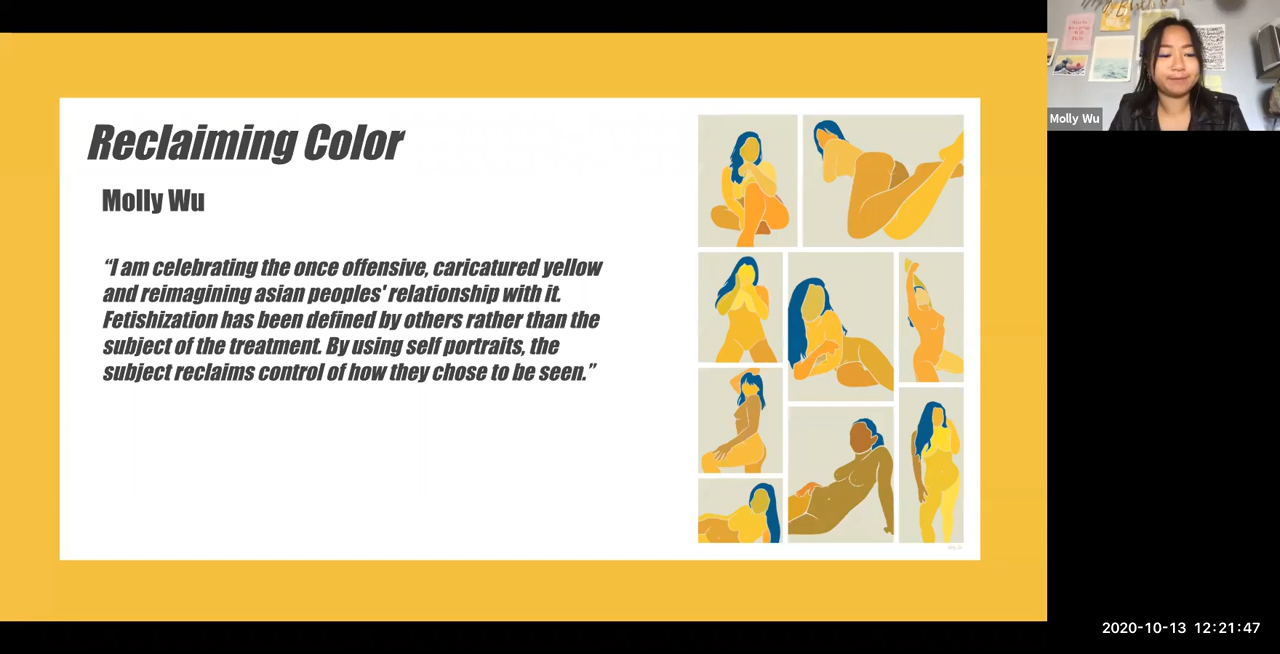 Reclaiming Color
Molly Wu
“I am celebrating the once offensive, caricatured yellow
and reimagining asian peoples' relationship with it.
Fetishization has been defined by others rather than the
subject of the treatment. By using self portraits, the
subject reclaims control of how they chose to be seen.”
Molly Wu
2020-10-13 12:21:47